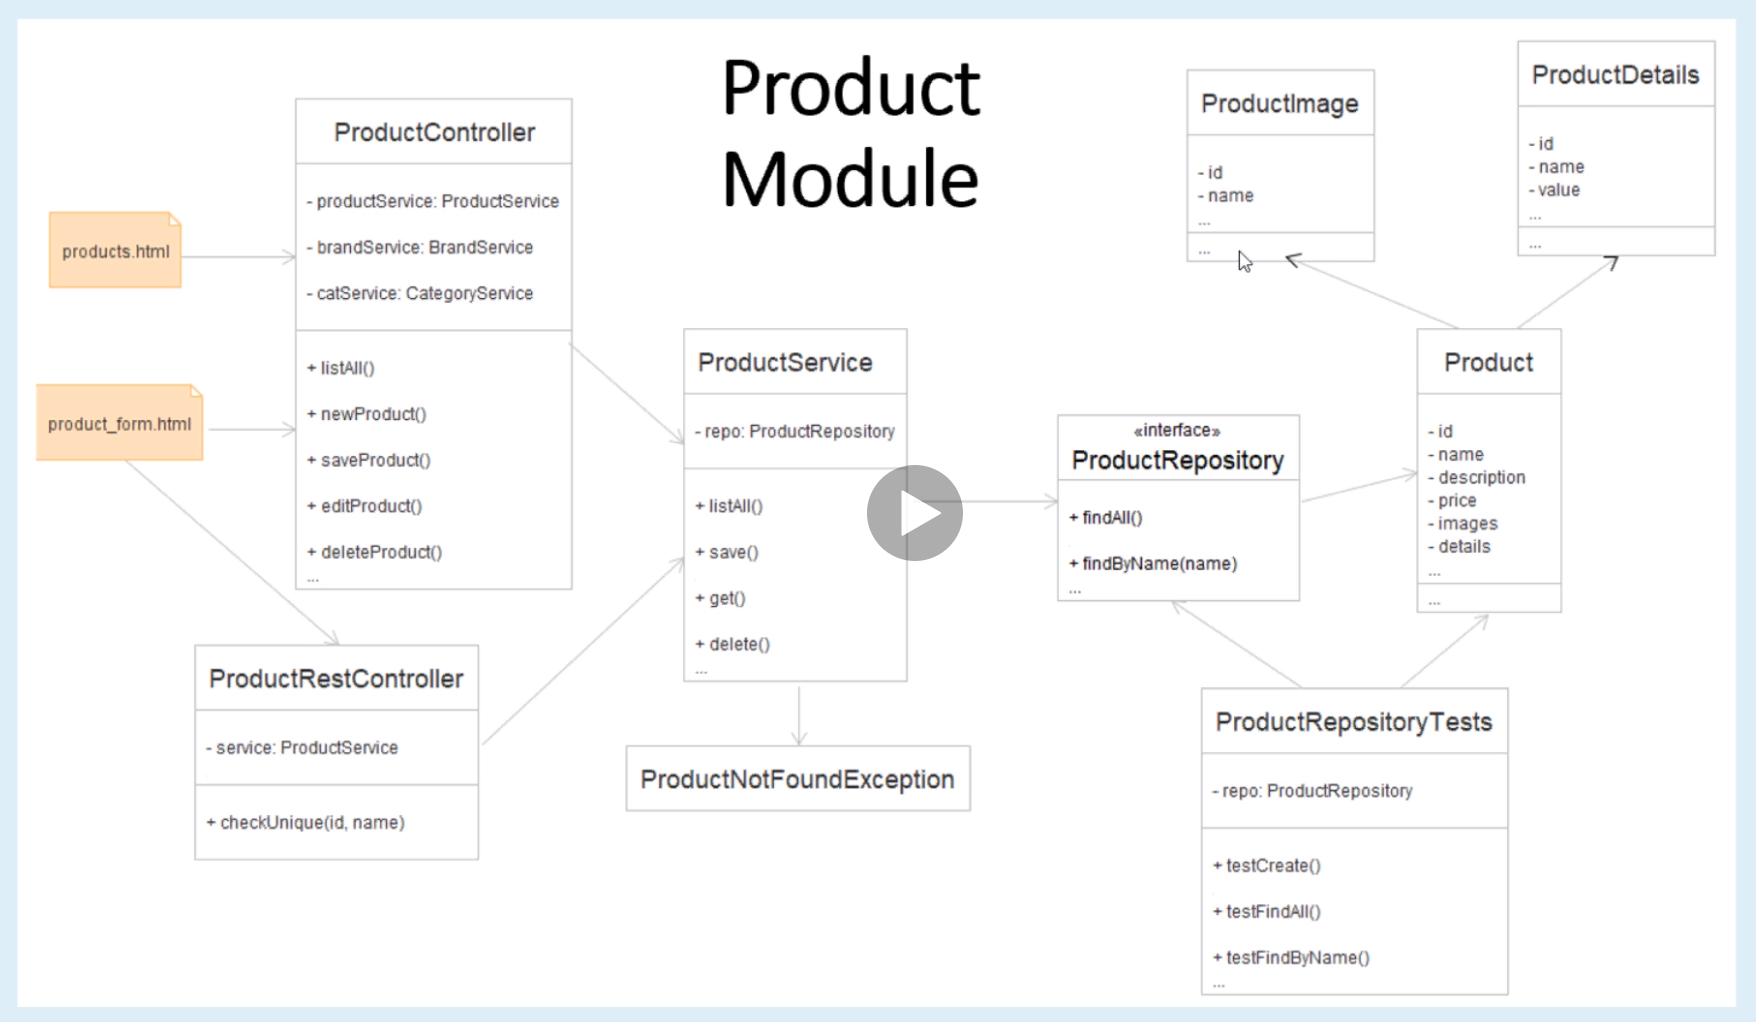 Product
Module
products.html
product_form.html
ProductController
- productService: ProductService
- brandService: BrandService
- catService: CategoryService
+ listAll()
+ newProduct()
+ saveProduct()
+ editProduct()
+ deleteProduct()
...
ProductRestController
- service: ProductService
+ checkUnique(id, name)
ProductService
- repo: ProductRepository
+ listAll()
+ save()
+ get()
+ delete()
...
ProductNotFoundException
«interface»
ProductRepository
+ findAll()
+ findByName(name)
...
ProductImage
- id
- name
...
...
ProductDetails
- id
- name
- value
...
...
Product
- id
- name
- description
- price
- images
- details
...
...
ProductRepositoryTests
- repo: ProductRepository
+ testCreate()
+ testFindAll()
+ testFindByName()
...